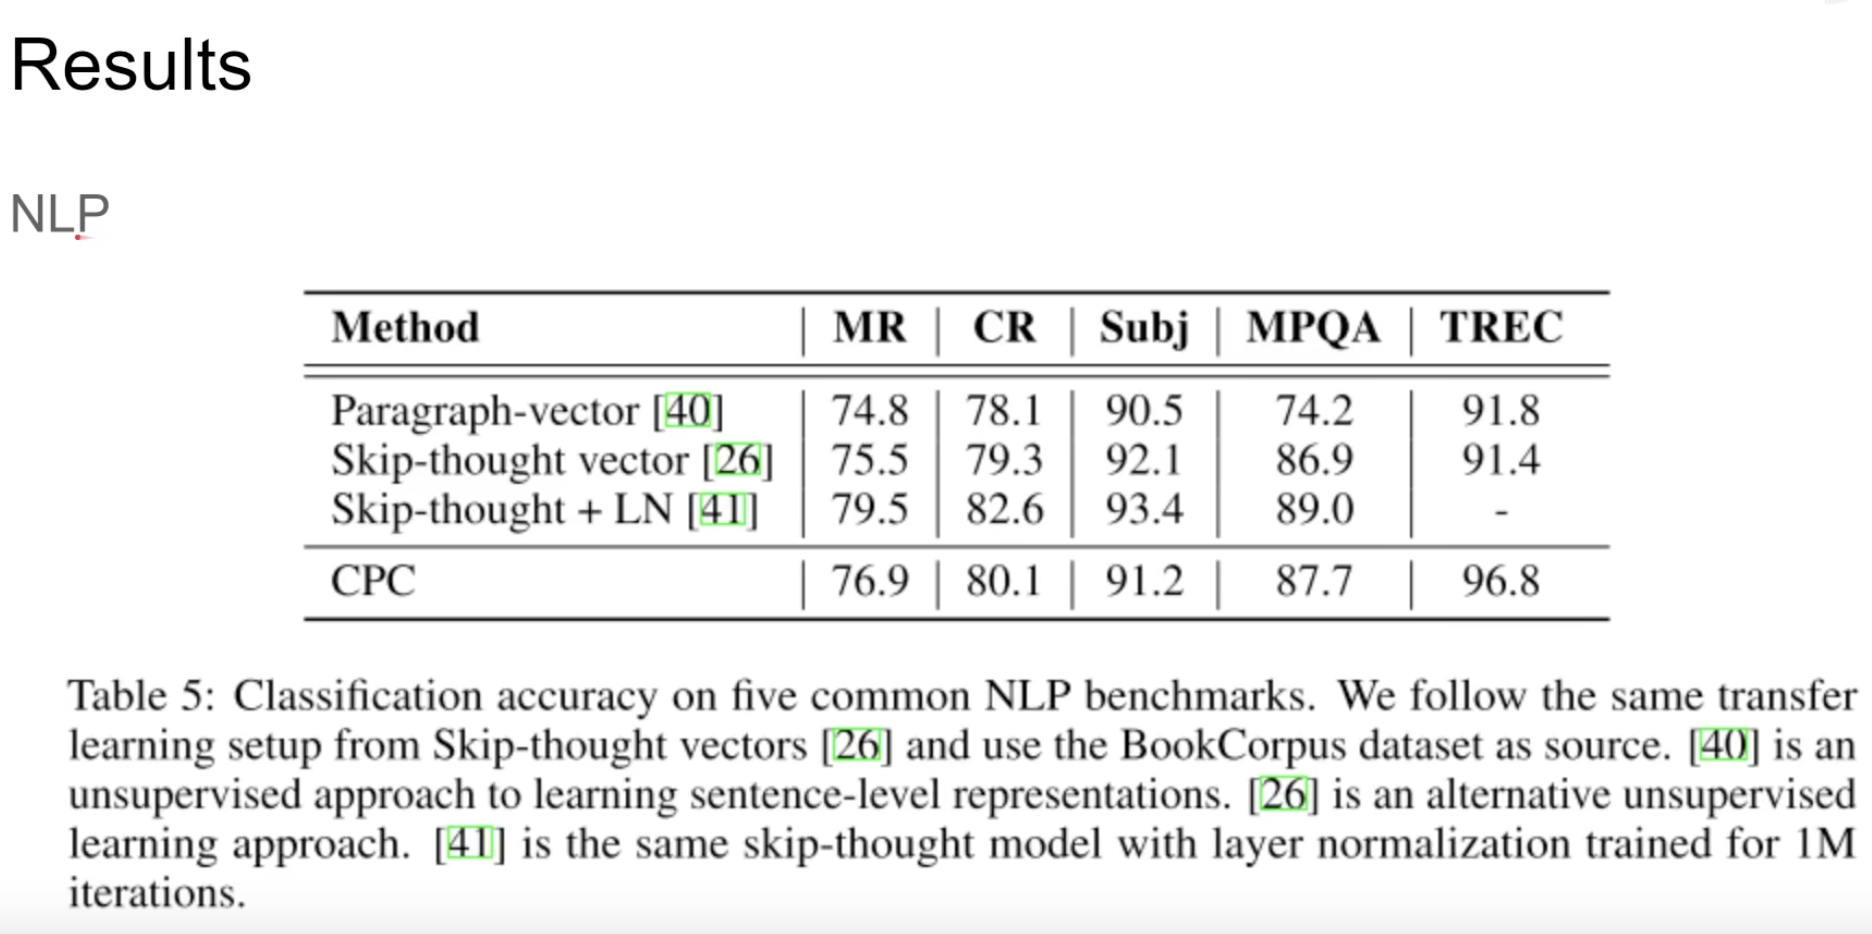 Results
NLP
Method | MR | CR | Subj | MPQA | TREC
Paragraph-vector [40] | 74.8 | 78.1 | 90.5 | 74.2 | 91.8
Skip-thought vector [26] | 75.5 | 79.3 | 92.1 | 86.9 | 91.4
Skip-thought + LN [41] | 79.5 | 82.6 | 93.4 | 89.0 | -
CPC | 76.9 | 80.1 | 91.2 | 87.7 | 96.8
Table 5: Classification accuracy on five common NLP benchmarks. We follow the same transfer
learning setup from Skip-thought vectors [26] and use the BookCorpus dataset as source. [40] is an
unsupervised approach to learning sentence-level representations. [26] is an alternative unsupervised
learning approach. [41] is the same skip-thought model with layer normalization trained for 1M
iterations.